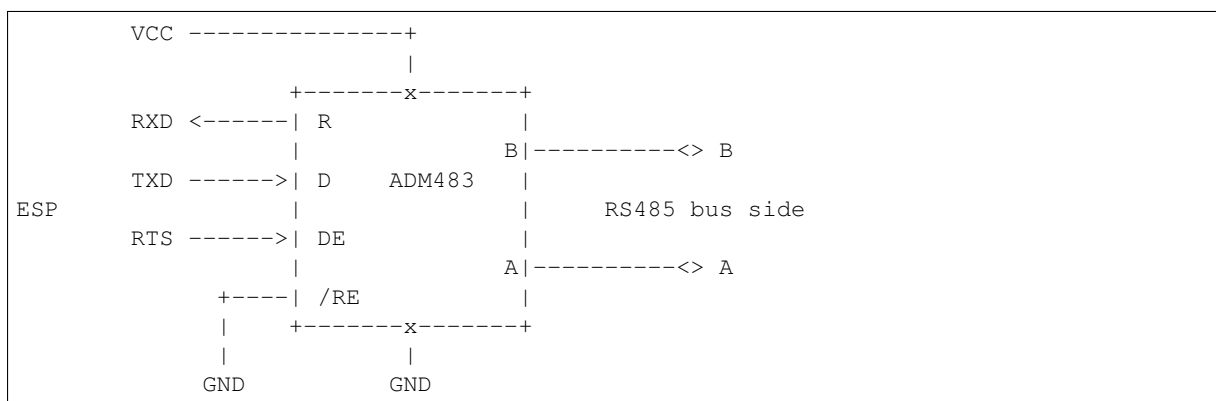 VCC ---------------+
|
+-------x-------+
RXD <------| R |
| B|----------<> B
TXD ------>| D ADM483 |
ESP | | RS485 bus side
RTS ------>| DE |
| A|----------<> A
+----| /RE |
| +-------x-------+
| |
GND GND